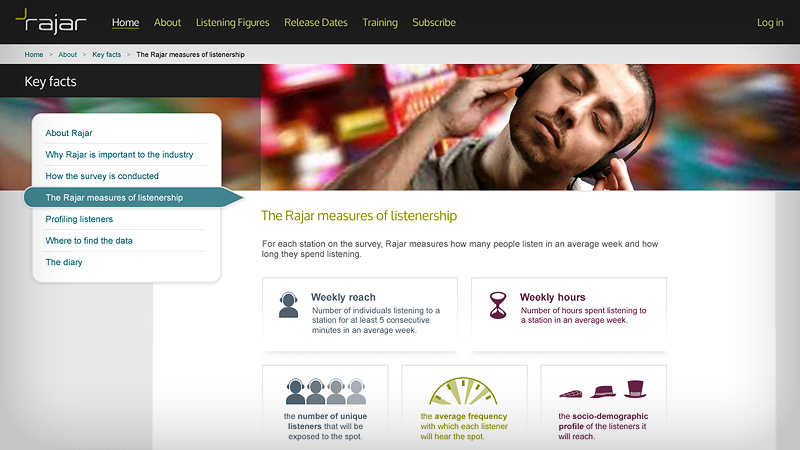 rajar
Home About Listening Figures Release Dates Training Subscribe Log in
Home > About > Key facts > The Rajar measures of listenership
Key facts
About Rajar
Why Rajar is important to the industry
How the survey is conducted
The Rajar measures of listenership
Profiling listeners
Where to find the data
The diary
The Rajar measures of listenership
For each station on the survey, Rajar measures how many people listen in an average week and how
long they spend listening.
Weekly reach
Number of individuals listening to a
station for at least 5 consecutive
minutes in an average week.
Weekly hours
Number of hours spent listening to
a station in an average week.
the number of unique
listeners that will be
exposed to the spot.
the average frequency
with which each listener
will hear the spot.
the socio-demographic
profile of the listeners it
will reach.